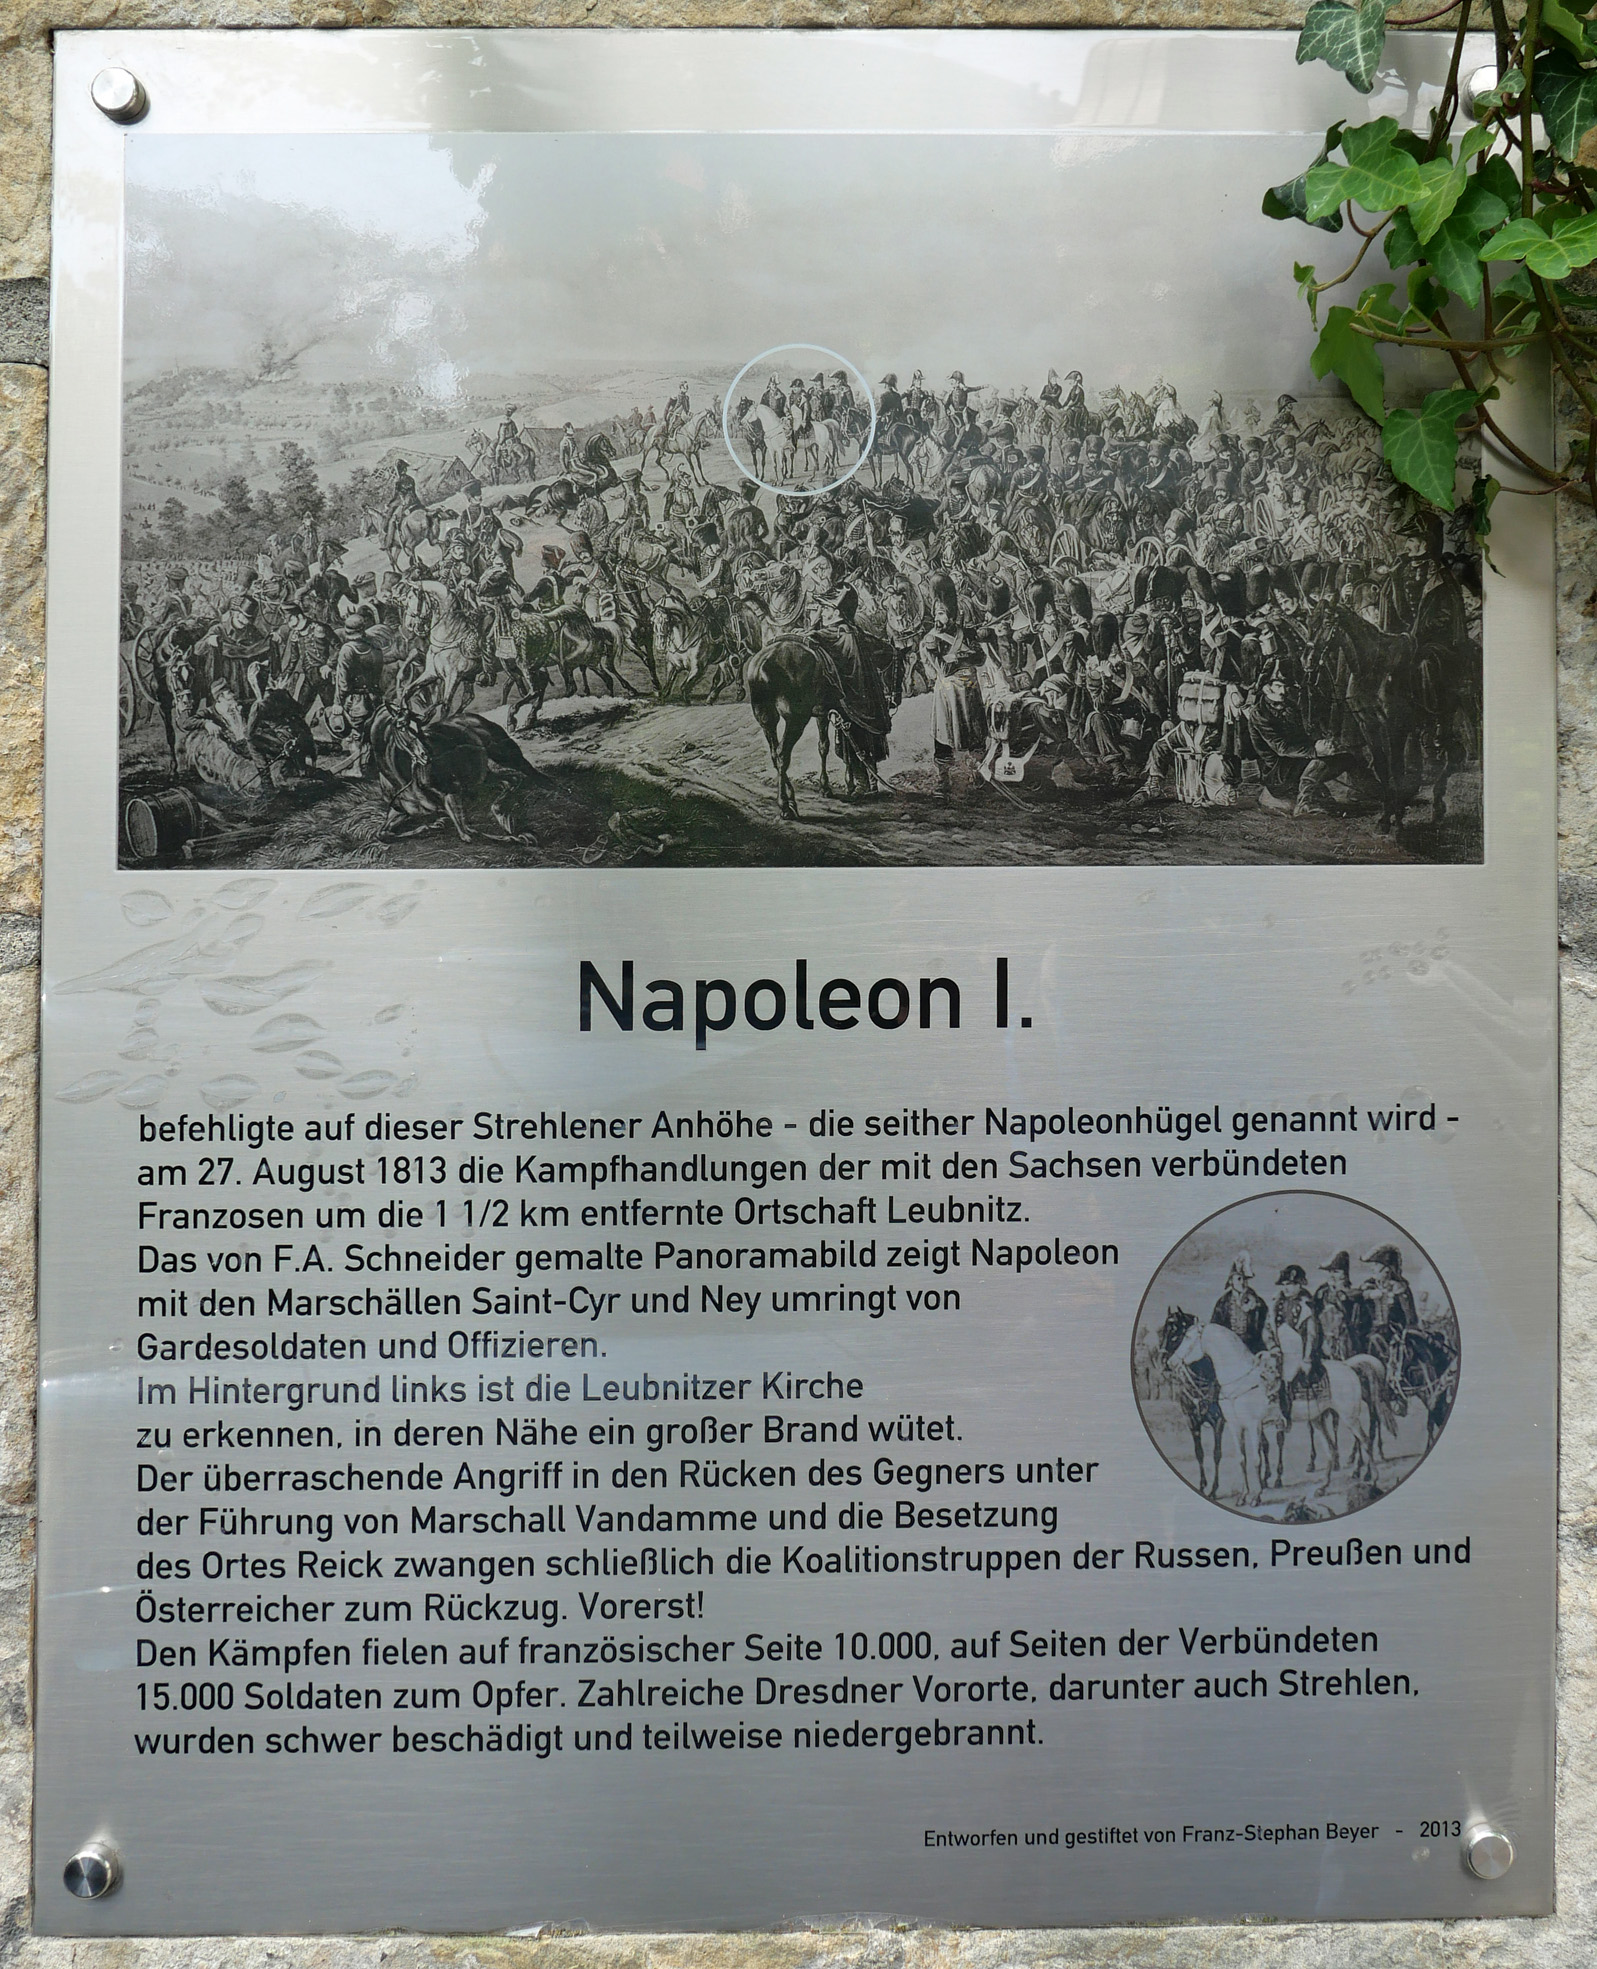 Napoleon I.
befehligte auf dieser Strehlener Anhöhe - die seither Napoleonhügel genannt wird -
am 27. August 1813 die Kampfhandlungen der mit den Sachsen verbündeten
Franzosen um die 1 1/2 km entfernte Ortschaft Leubnitz.
Das von F.A. Schneider gemalte Panoramabild zeigt Napoleon
mit den Marschällen Saint-Cyr und Ney umringt von
Gardesoldaten und Offizieren.
Im Hintergrund links ist die Leubnitzer Kirche
zu erkennen, in deren Nähe ein großer Brand wütet.
Der überraschende Angriff in den Rücken des Gegners unter
der Führung von Marschall Vandamme und die Besetzung
des Ortes Reick zwangen schließlich die Koalitionstruppen der Russen, Preußen und
Österreicher zum Rückzug. Vorerst!
Den Kämpfen fielen auf französischer Seite 10.000, auf Seiten der Verbündeten
15.000 Soldaten zum Opfer. Zahlreiche Dresdner Vororte, darunter auch Strehlen,
wurden schwer beschädigt und teilweise niedergebrannt.
Entworfen und gestiftet von Franz-Stephan Beyer - 2013